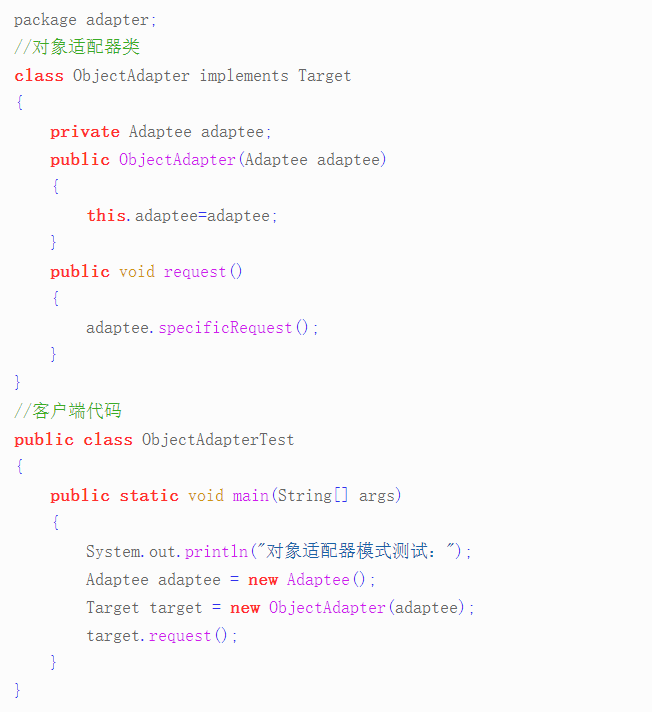 package adapter;
//对象适配器类
class ObjectAdapter implements Target
{
    private Adaptee adaptee;
    public ObjectAdapter(Adaptee adaptee)
    {
        this.adaptee=adaptee;
    }
    public void request()
    {
        adaptee.specificRequest();
    }
}
//客户端代码
public class ObjectAdapterTest
{
    public static void main(String[] args)
    {
        System.out.println("对象适配器模式测试：");
        Adaptee adaptee = new Adaptee();
        Target target = new ObjectAdapter(adaptee);
        target.request();
    }
}